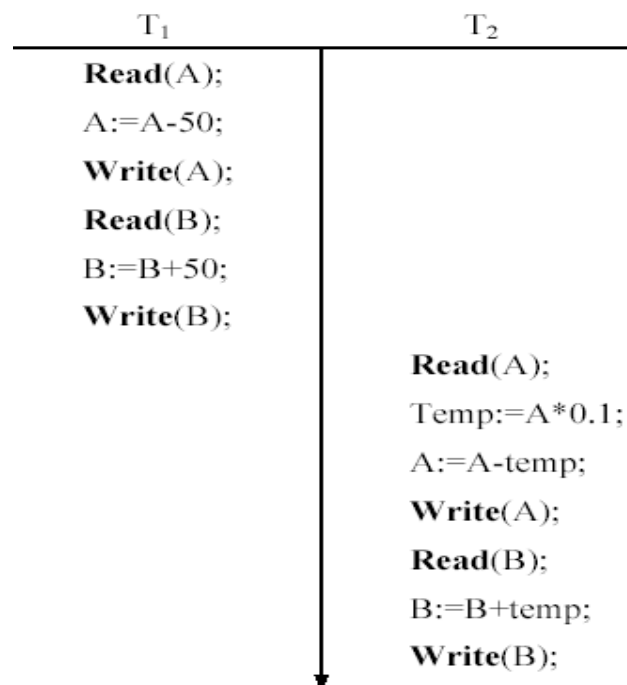 T₁ T₂
Read(A);
A:=A-50;
Write(A);
Read(B);
B:=B+50;
Write(B);
Read(A);
Temp:=A*0.1;
A:=A-temp;
Write(A);
Read(B);
B:=B+temp;
Write(B);